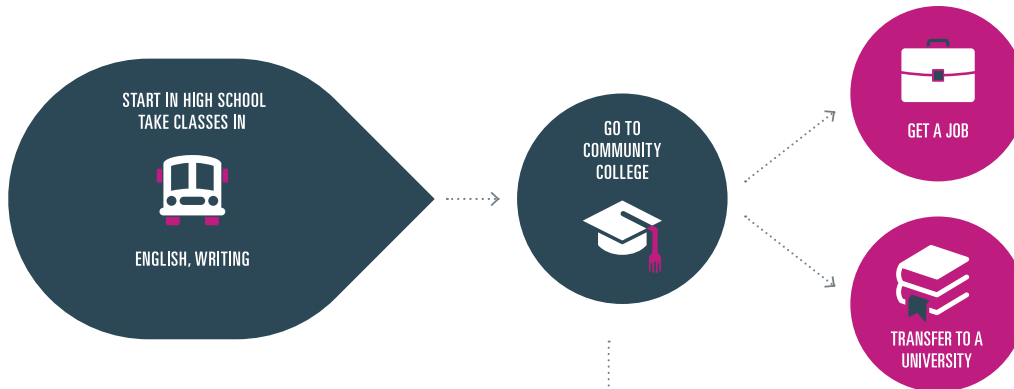 START IN HIGH SCHOOL
TAKE CLASSES IN
ENGLISH, WRITING
GO TO
COMMUNITY
COLLEGE
GET A JOB
TRANSFER TO A
UNIVERSITY